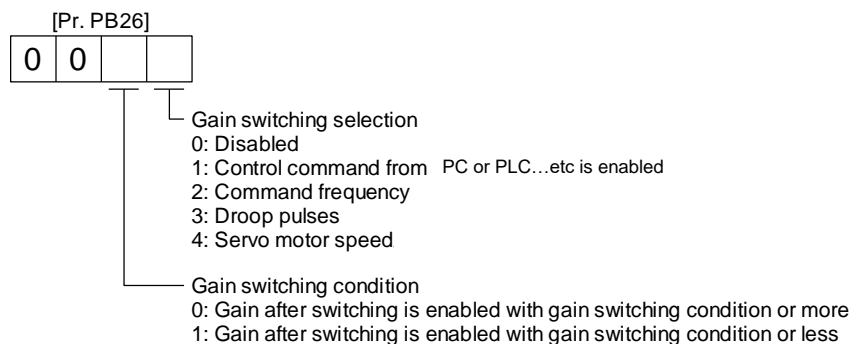 [Pr. PB26]
0 0
Gain switching selection
0: Disabled
1: Control command from PC or PLC…etc is enabled
2: Command frequency
3: Droop pulses
4: Servo motor speed
Gain switching condition
0: Gain after switching is enabled with gain switching condition or more
1: Gain after switching is enabled with gain switching condition or less